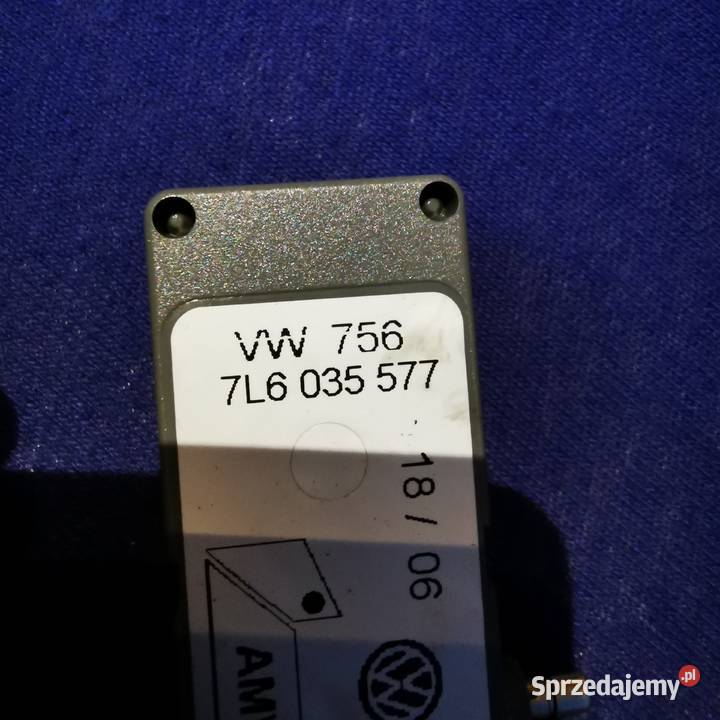 VW 756
7L6 035 577
18 / 06
Sprzedajemy.pl